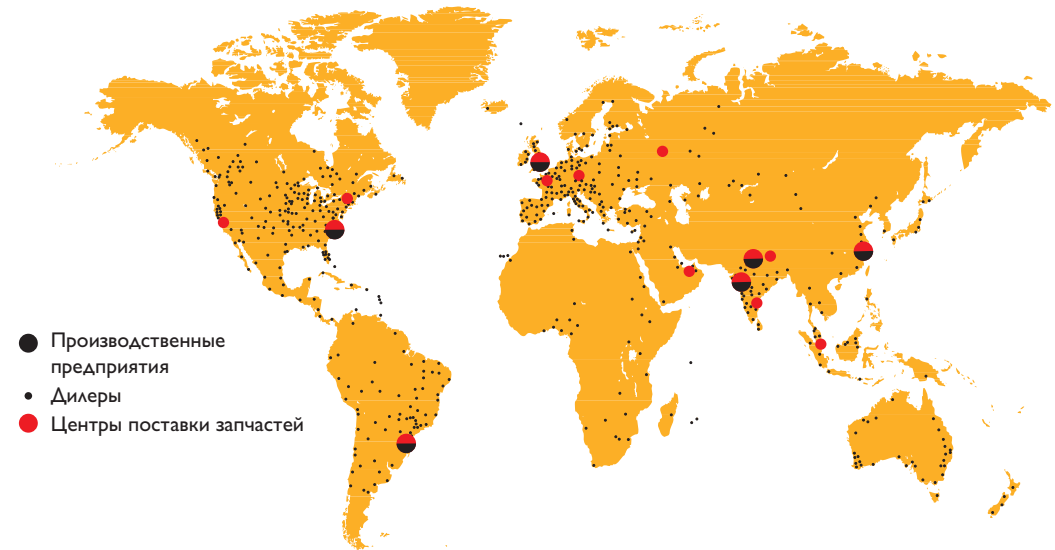 Производственные
предприятия
Дилеры
Центры поставки запчастей